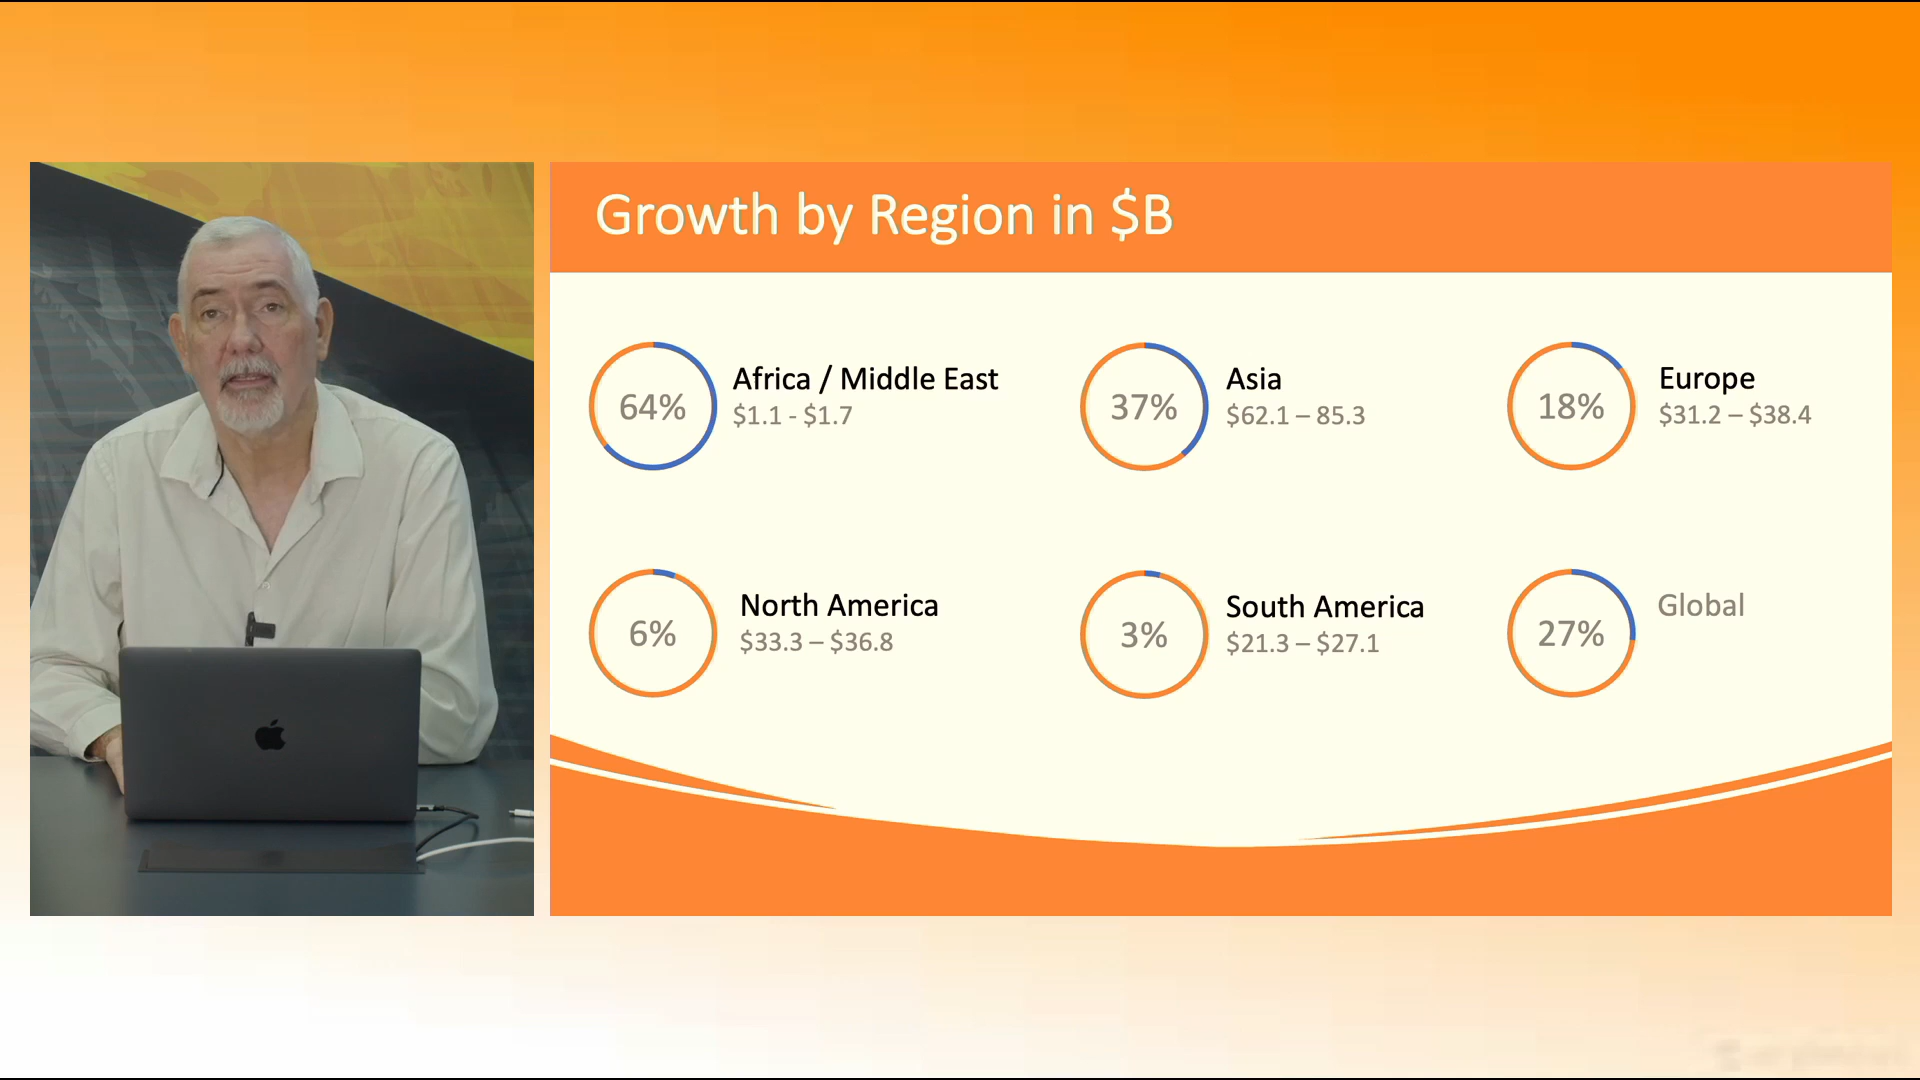 Growth by Region in $B
64%
Africa / Middle East
$1.1 - $1.7
37%
Asia
$62.1 – 85.3
18%
Europe
$31.2 – $38.4
6%
North America
$33.3 – $36.8
3%
South America
$21.3 – $27.1
27%
Global